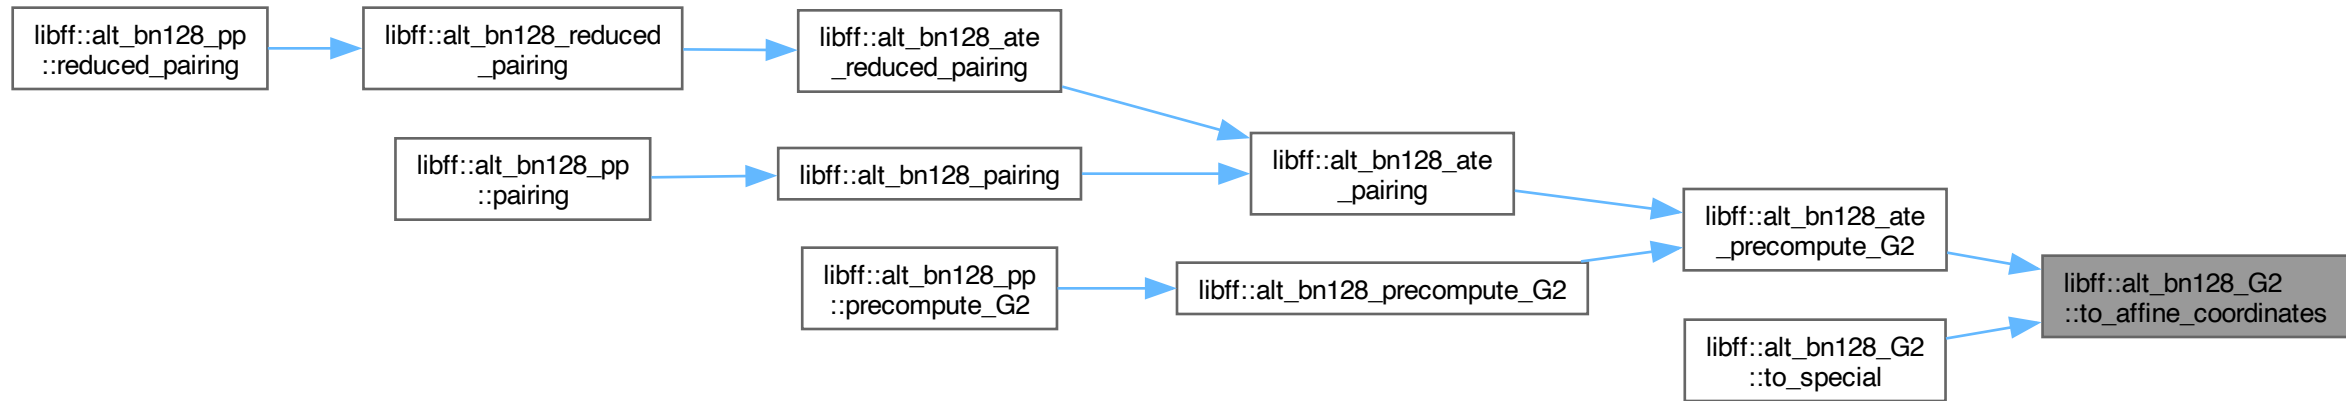 libff::alt_bn128_pp
::reduced_pairing
libff::alt_bn128_reduced
_pairing
libff::alt_bn128_ate
_reduced_pairing
libff::alt_bn128_pp
::pairing
libff::alt_bn128_pairing
libff::alt_bn128_ate
_pairing
libff::alt_bn128_pp
::precompute_G2
libff::alt_bn128_precompute_G2
libff::alt_bn128_ate
_precompute_G2
libff::alt_bn128_G2
::to_special
libff::alt_bn128_G2
::to_affine_coordinates